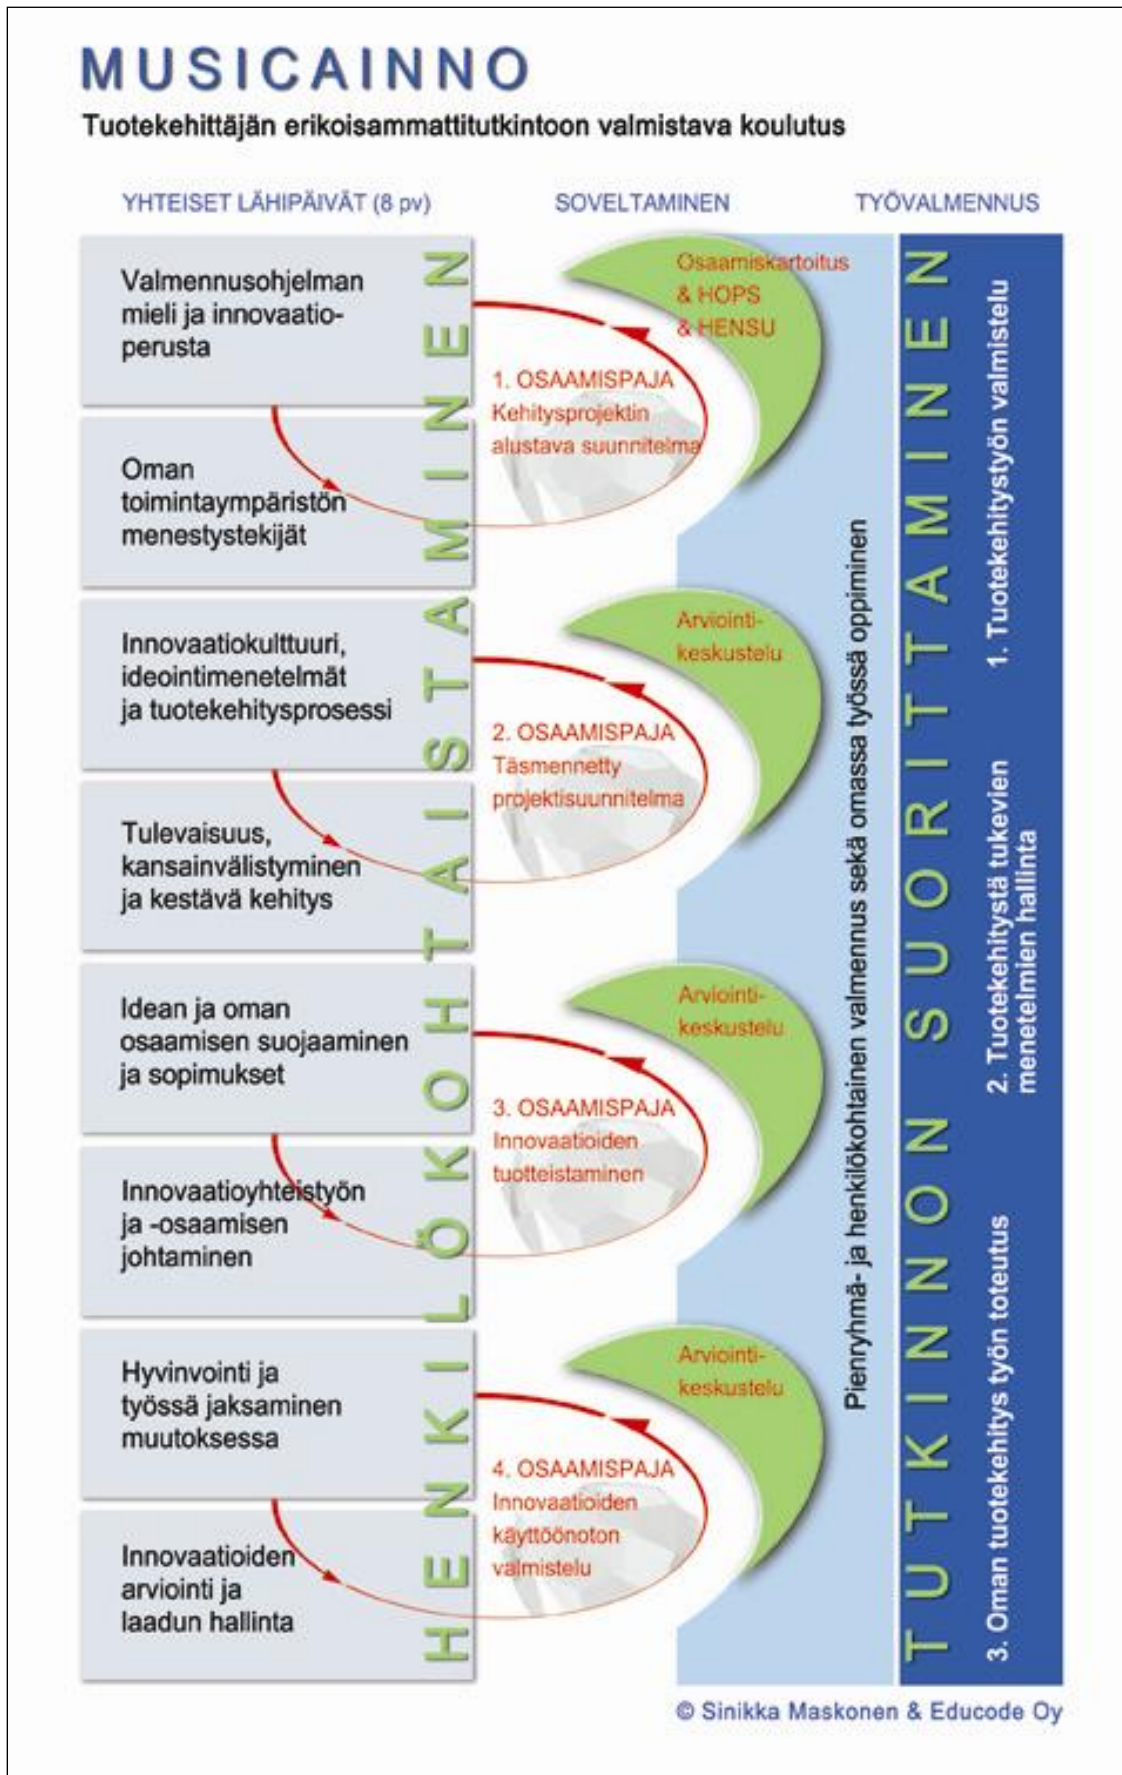 MUSICAINNO
Tuotekehittäjän erikoisammattitutkintoon valmistava koulutus
YHTEISET LÄHIPÄIVÄT (8 pv)
SOVELTAMINEN
TYÖVALMENNUS
Valmennusohjelman
mieli ja innovaatio-
perusta
Oman
toimintaympäristön
menestystekijät
Innovaatiokulttuuri,
ideointimenetelmät
ja tuotekehitysprosessi
Tulevaisuus,
kansainvälistyminen
ja kestävä kehitys
Idean ja oman
osaamisen suojaaminen
ja sopimukset
Innovaatioyhteistyön
ja -osaamisen
johtaminen
Hyvinvointi ja
työssä jaksaminen
muutoksessa
Innovaatioiden
arviointi ja
laadun hallinta
HENKILÖKOHTAISTAMINEN
Osaamiskartoitus
& HOPS
& HENSU
1. OSAAMISPAJA
Kehitysprojektin
alustava suunnitelma
Arviointi-
keskustelu
2. OSAAMISPAJA
Täsmennetty
projektisuunnitelma
Arviointi-
keskustelu
3. OSAAMISPAJA
Innovaatioiden
tuotteistaminen
Arviointi-
keskustelu
4. OSAAMISPAJA
Innovaatioiden
käyttöönoton
valmistelu
Pienryhmä- ja henkilökohtainen valmennus sekä omassa työssä oppiminen
TUTKINNON SUORITTAMINEN
1. Tuotekehitystyön valmistelu
2. Tuotekehitystä tukevien
menetelmien hallinta
3. Oman tuotekehitys työn toteutus
© Sinikka Maskonen & Educode Oy